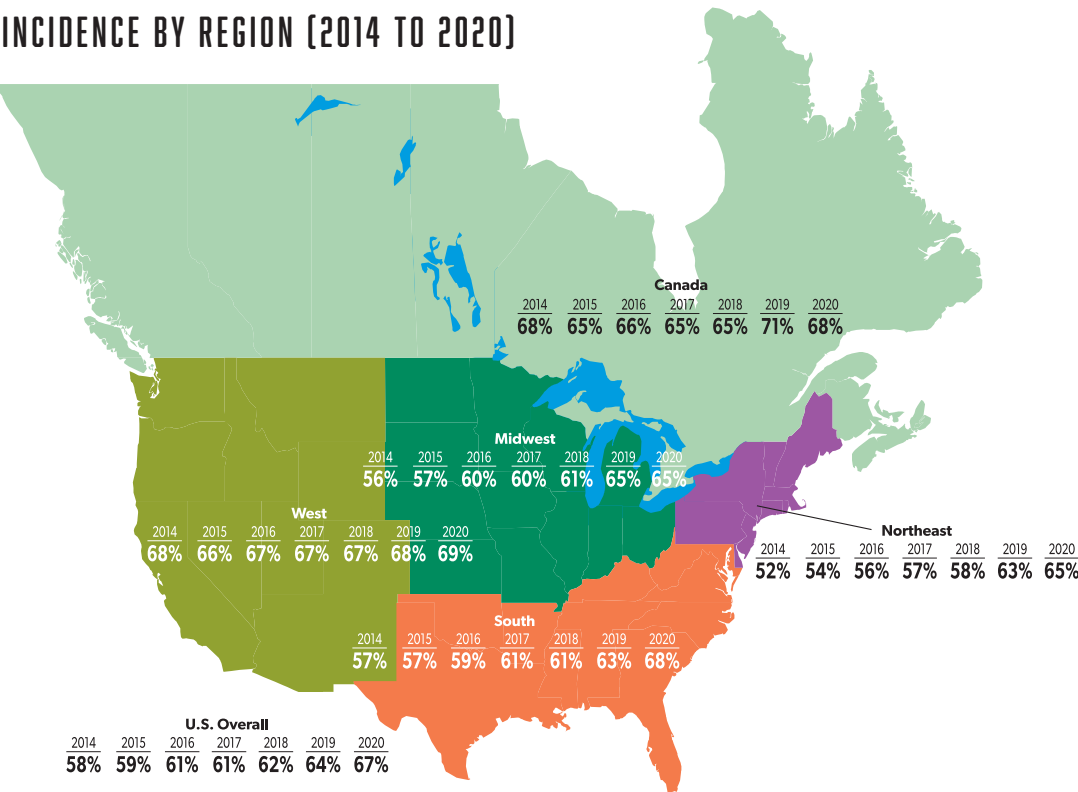 INCIDENCE BY REGION (2014 TO 2020)
Canada
2014 2015 2016 2017 2018 2019 2020
68% 65% 66% 65% 65% 71% 68%
Midwest
2014 2015 2016 2017 2018 2019 2020
56% 57% 60% 60% 61% 65% 65%
West
2014 2015 2016 2017 2018 2019 2020
68% 66% 67% 67% 67% 68% 69%
Northeast
2014 2015 2016 2017 2018 2019 2020
52% 54% 56% 57% 58% 63% 65%
South
2014 2015 2016 2017 2018 2019 2020
57% 57% 59% 61% 61% 63% 68%
U.S. Overall
2014 2015 2016 2017 2018 2019 2020
58% 59% 61% 61% 62% 64% 67%